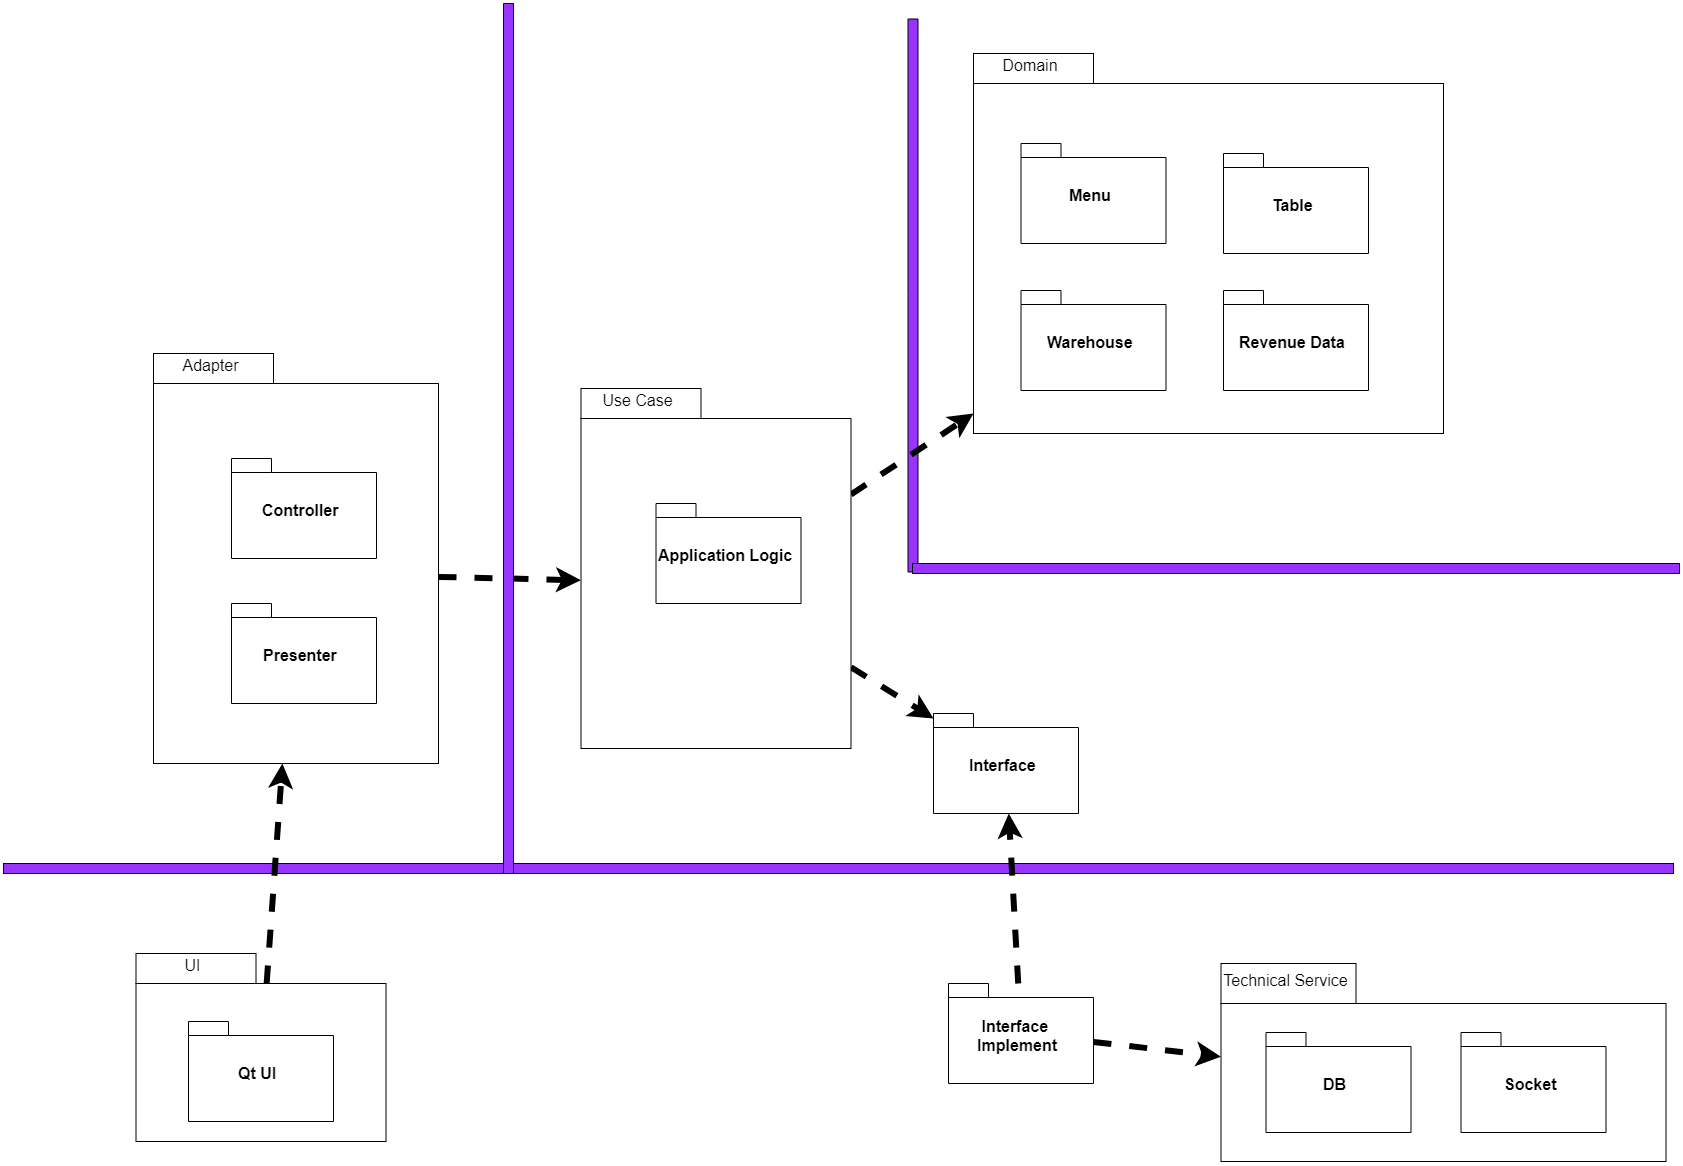 Domain
Menu
Table
Warehouse
Revenue Data
Adapter
Controller
Presenter
Use Case
Application Logic
Interface
UI
Qt UI
Interface
Implement
Technical Service
DB
Socket